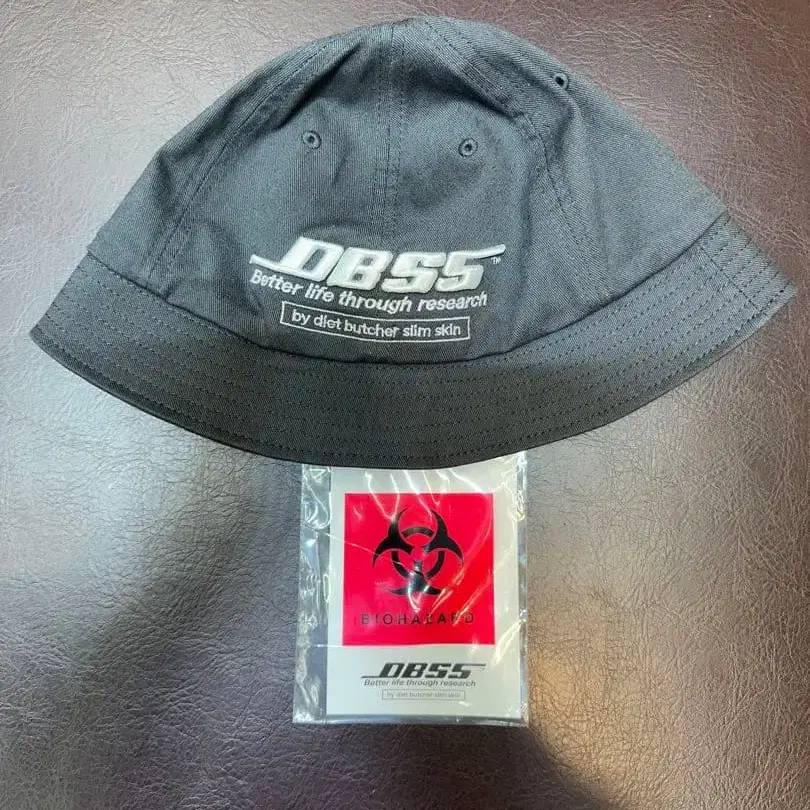 DBSS™
Better life through research
by diet butcher slim skin
BIOHAZARD
DBSS
Better life through research
by diet butcher slim skin